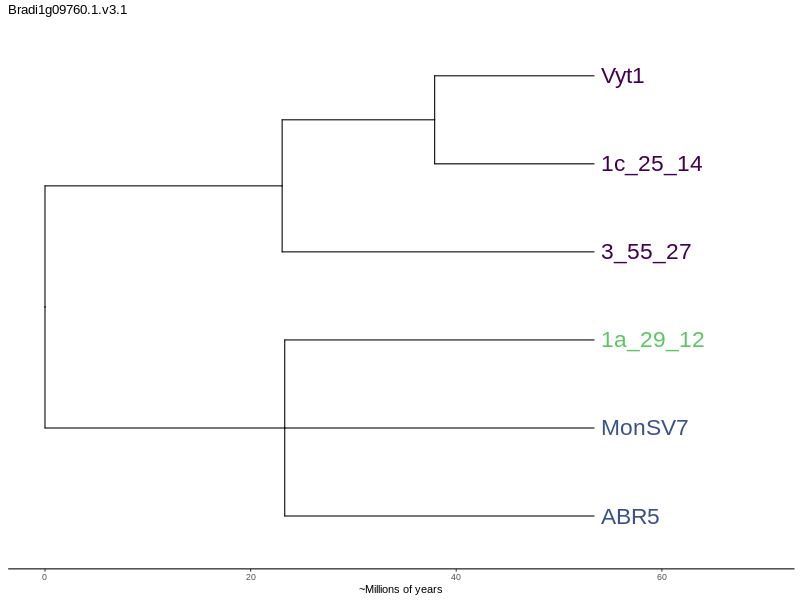 Bradi1g09760.1.v3.1
Vyt1
1c_25_14
3_55_27
1a_29_12
MonSV7
ABR5
0 20 40 60
~Millions of years